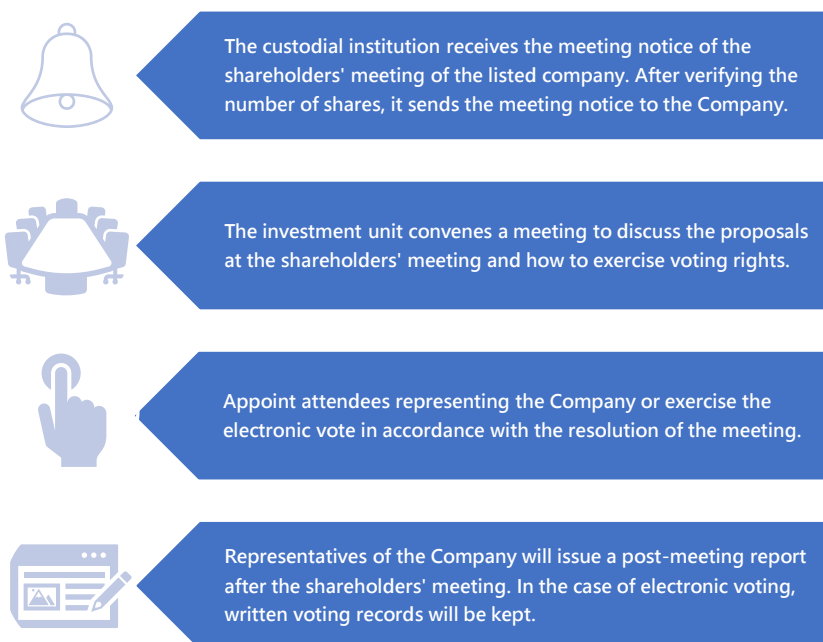 The custodial institution receives the meeting notice of the
shareholders' meeting of the listed company. After verifying the
number of shares, it sends the meeting notice to the Company.
The investment unit convenes a meeting to discuss the proposals
at the shareholders' meeting and how to exercise voting rights.
Appoint attendees representing the Company or exercise the
electronic vote in accordance with the resolution of the meeting.
Representatives of the Company will issue a post-meeting report
after the shareholders' meeting. In the case of electronic voting,
written voting records will be kept.